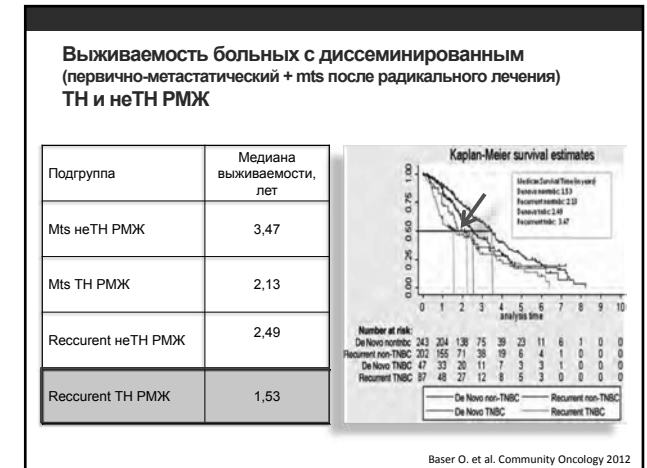 Выживаемость больных с диссеминированным
(первично-метастатический + mts после радикального лечения)
ТН и неТН РМЖ
Подгруппа
Медиана выживаемости, лет
Mts неТН РМЖ
3,47
Mts ТН РМЖ
2,13
Reccurent неТН РМЖ
2,49
Reccurent ТН РМЖ
1,53
Kaplan-Meier survival estimates
1.00
0.75
0.50
0.25
0.00
0 1 2 3 4 5 6 7 8 9 10
analysis time
Number at risk:
De Novo nontnbc 243 204 138 75 39 23 11 6 1 0 0
Recurrent non-TNBC 202 155 71 38 19 6 4 1 0 0 0
De Novo TNBC 47 33 20 11 7 3 3 1 0 0 0
Recurrent TNBC 87 48 27 12 8 5 3 0 0 0 0
De Novo non-TNBC Recurrent non-TNBC
De Novo TNBC Recurrent TNBC
Baser O. et al. Community Oncology 2012